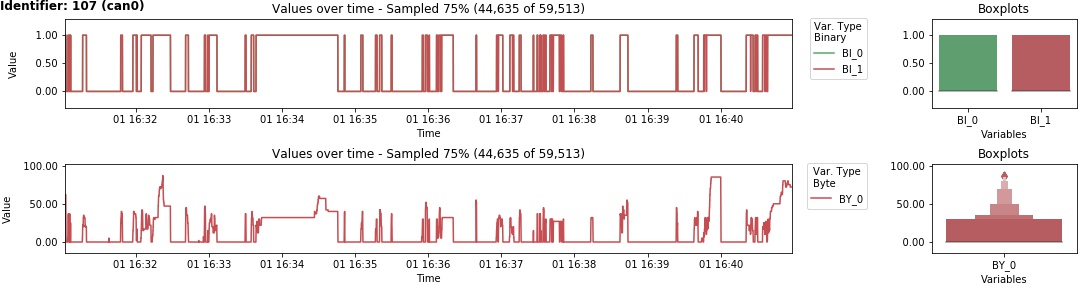 Identifier: 107 (can0)
Values over time - Sampled 75% (44,635 of 59,513)
Value
1.00
0.50
0.00
01 16:32 01 16:33 01 16:34 01 16:35 01 16:36 01 16:37 01 16:38 01 16:39 01 16:40
Time
Var. Type
Binary
BI_0
BI_1
Boxplots
1.00
0.50
0.00
BI_0 BI_1
Variables
Values over time - Sampled 75% (44,635 of 59,513)
Value
100.00
50.00
0.00
01 16:32 01 16:33 01 16:34 01 16:35 01 16:36 01 16:37 01 16:38 01 16:39 01 16:40
Time
Var. Type
Byte
BY_0
Boxplots
100.00
50.00
0.00
BY_0
Variables